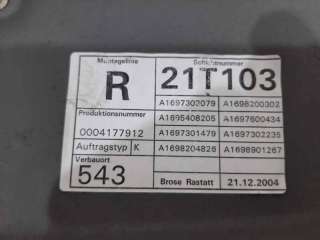 Montagelinie Schlüsselnummer
R 21T103
A1697302079 A1698200302
Produktionsnummer A1695408205 A1697600434
0004177912 A1697301479 A1697302235
Auftragstyp K A1698204826 A1698901267
Verbauort
543 Brose Rastatt 21.12.2004